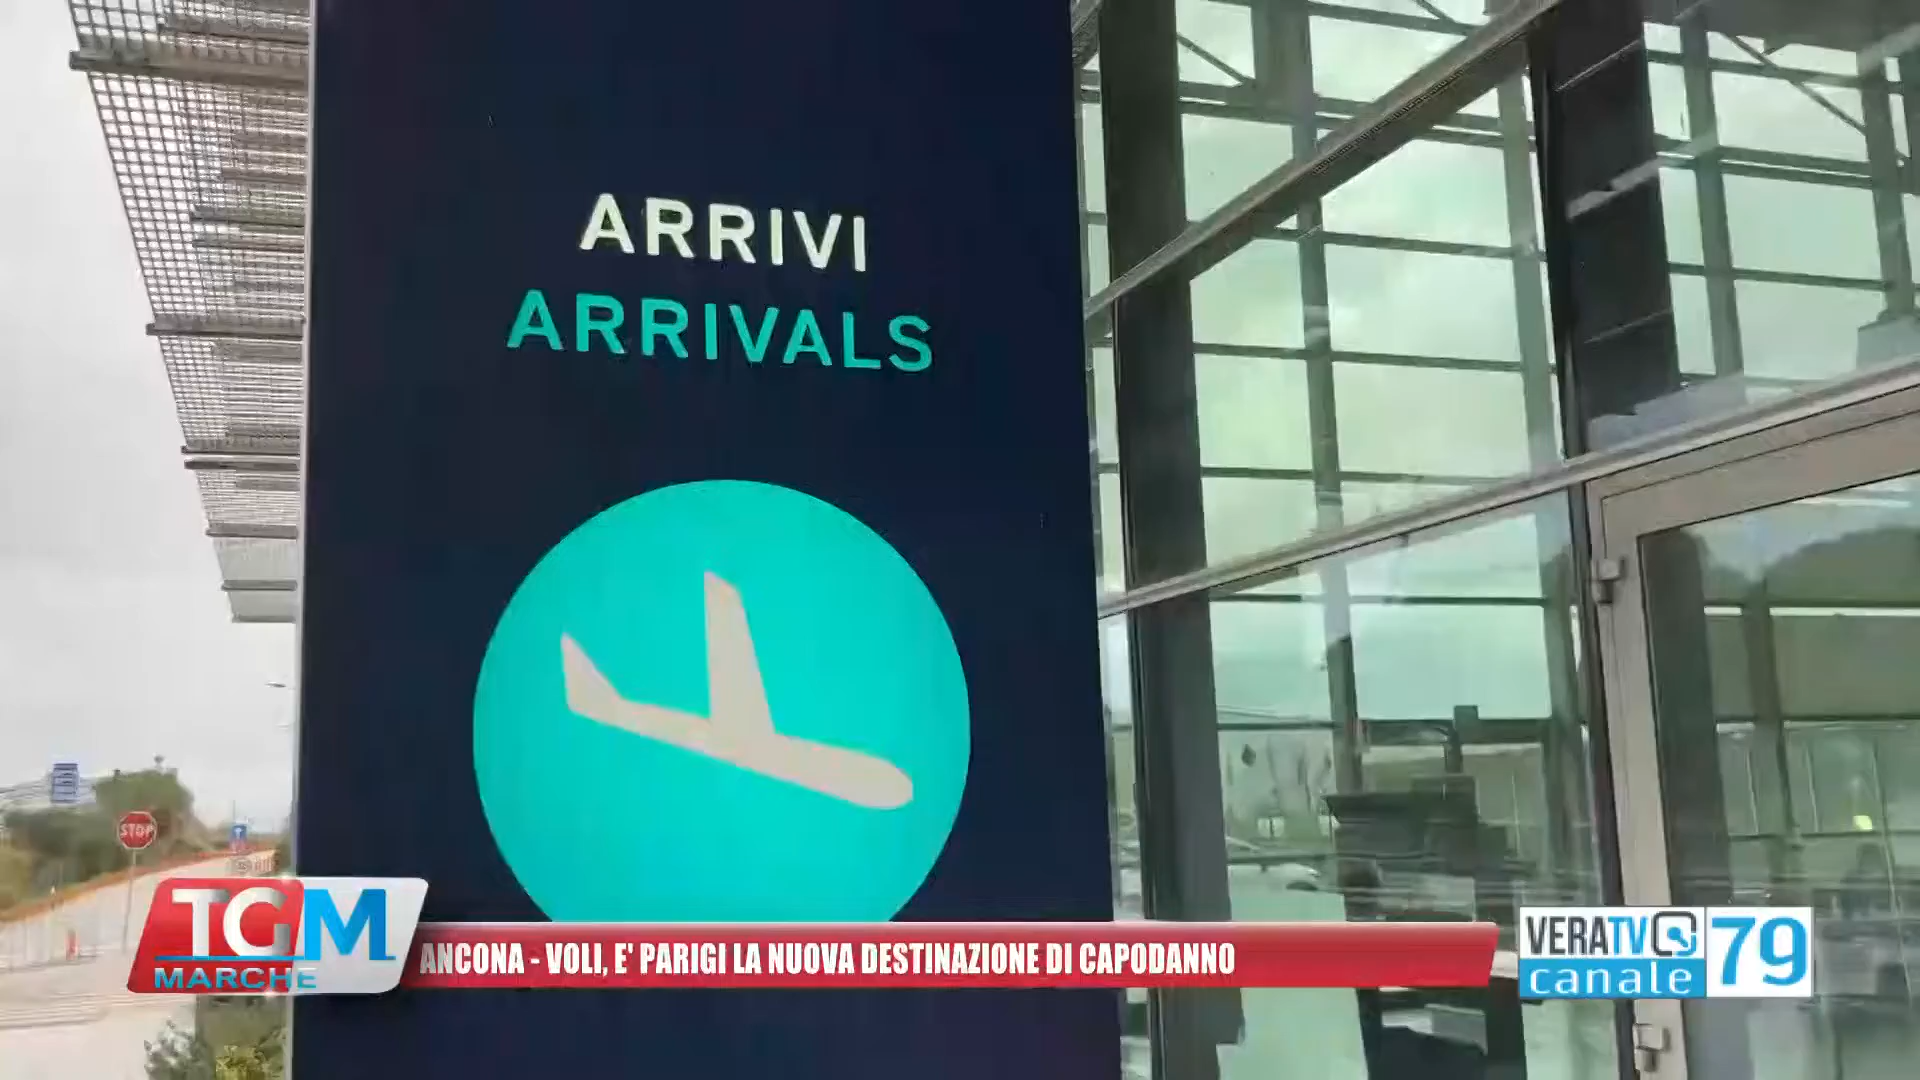 ARRIVI
ARRIVALS
STOP
TGM
MARCHE
ANCONA - VOLI, E' PARIGI LA NUOVA DESTINAZIONE DI CAPODANNO
VERATV
canale
79